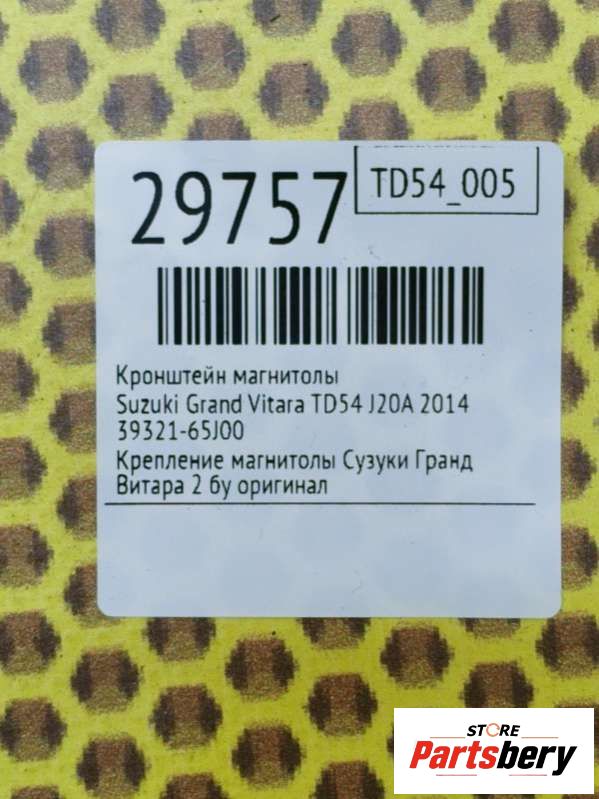 29757
TD54_005
Кронштейн магнитолы
Suzuki Grand Vitara TD54 J20A 2014
39321-65J00
Крепление магнитолы Сузуки Гранд
Витара 2 бу оригинал
STORE
Partsbery